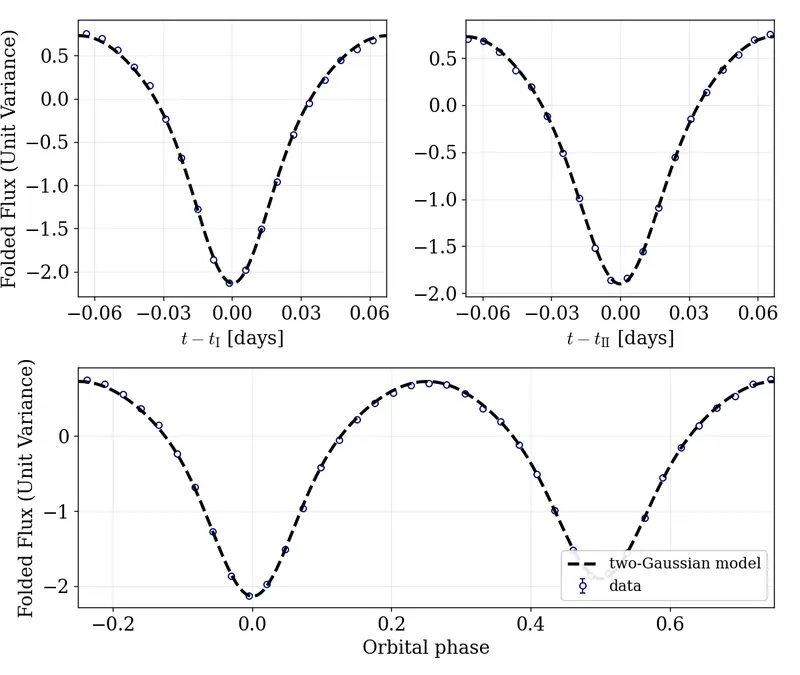 Folded Flux (Unit Variance)
0.5
0.0
−0.5
−1.0
−1.5
−2.0
−0.06 −0.03 0.00 0.03 0.06
t − tI [days]
0.5
0.0
−0.5
−1.0
−1.5
−2.0
−0.06 −0.03 0.00 0.03 0.06
t − tII [days]
Folded Flux (Unit Variance)
0
−1
−2
−0.2 0.0 0.2 0.4 0.6
Orbital phase
two-Gaussian model
data